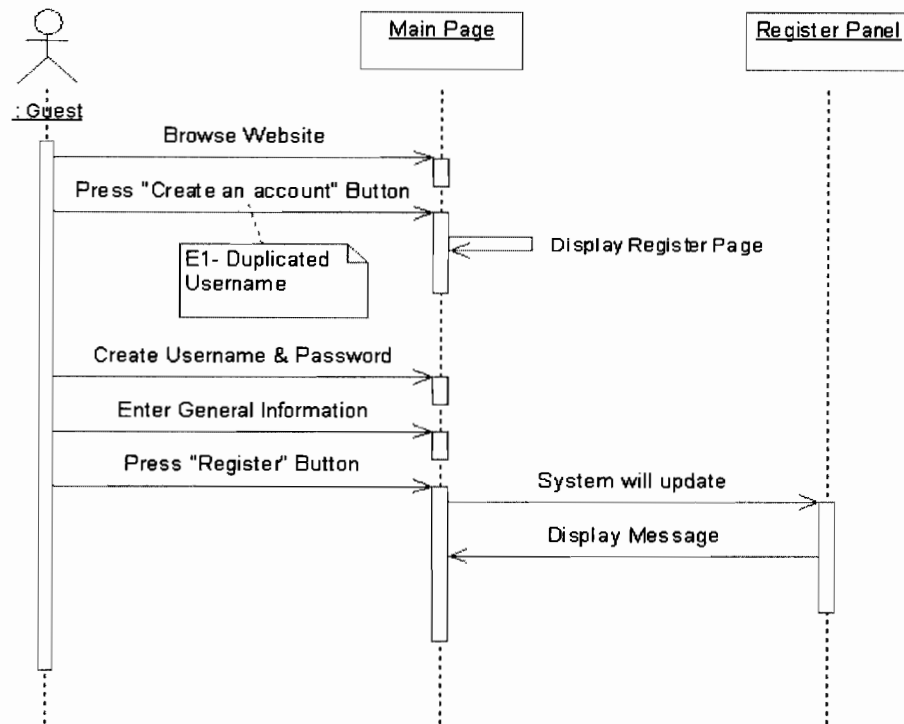 Main Page
Register Panel
: Guest
Browse Website
Press "Create an account" Button
E1- Duplicated
Username
Display Register Page
Create Username & Password
Enter General Information
Press "Register" Button
System will update
Display Message